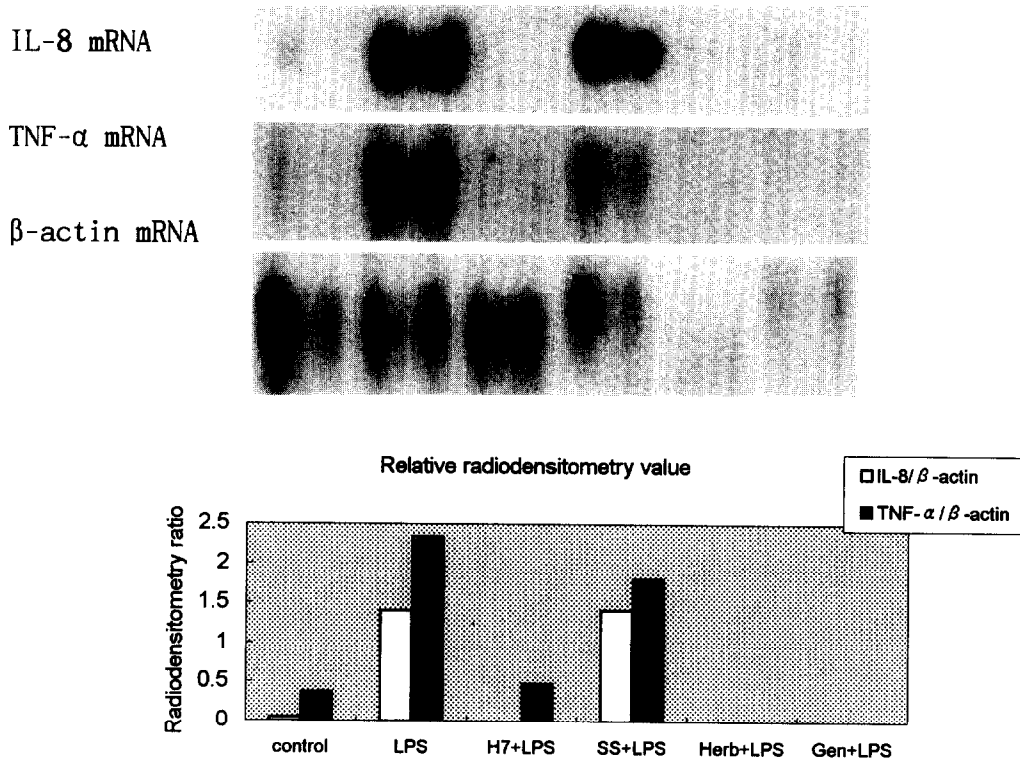 IL-8 mRNA
TNF-α mRNA
β-actin mRNA
Relative radiodensitometry value
IL-8/β-actin
TNF-α/β-actin
Radiodensitometry ratio
2.5
2
1.5
1
0.5
0
control LPS H7+LPS SS+LPS Herb+LPS Gen+LPS